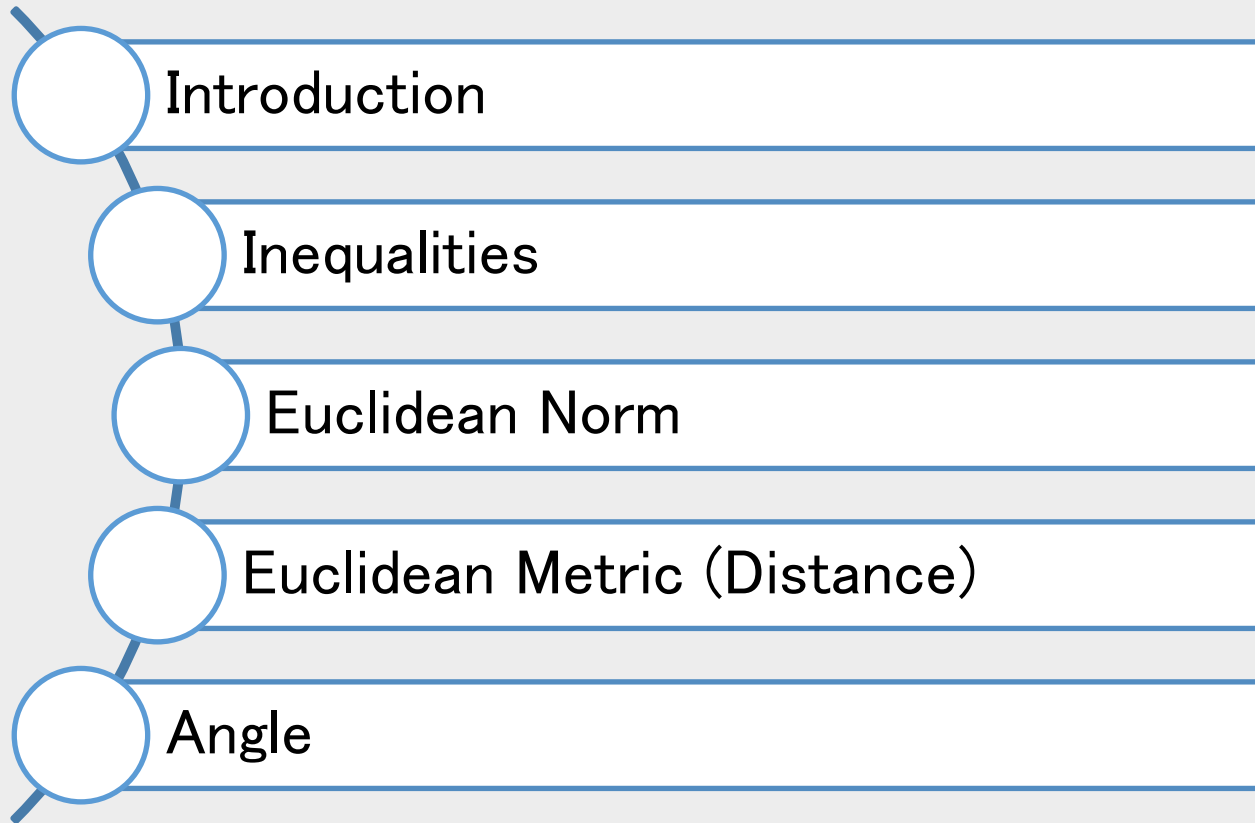 Introduction
Inequalities
Euclidean Norm
Euclidean Metric (Distance)
Angle